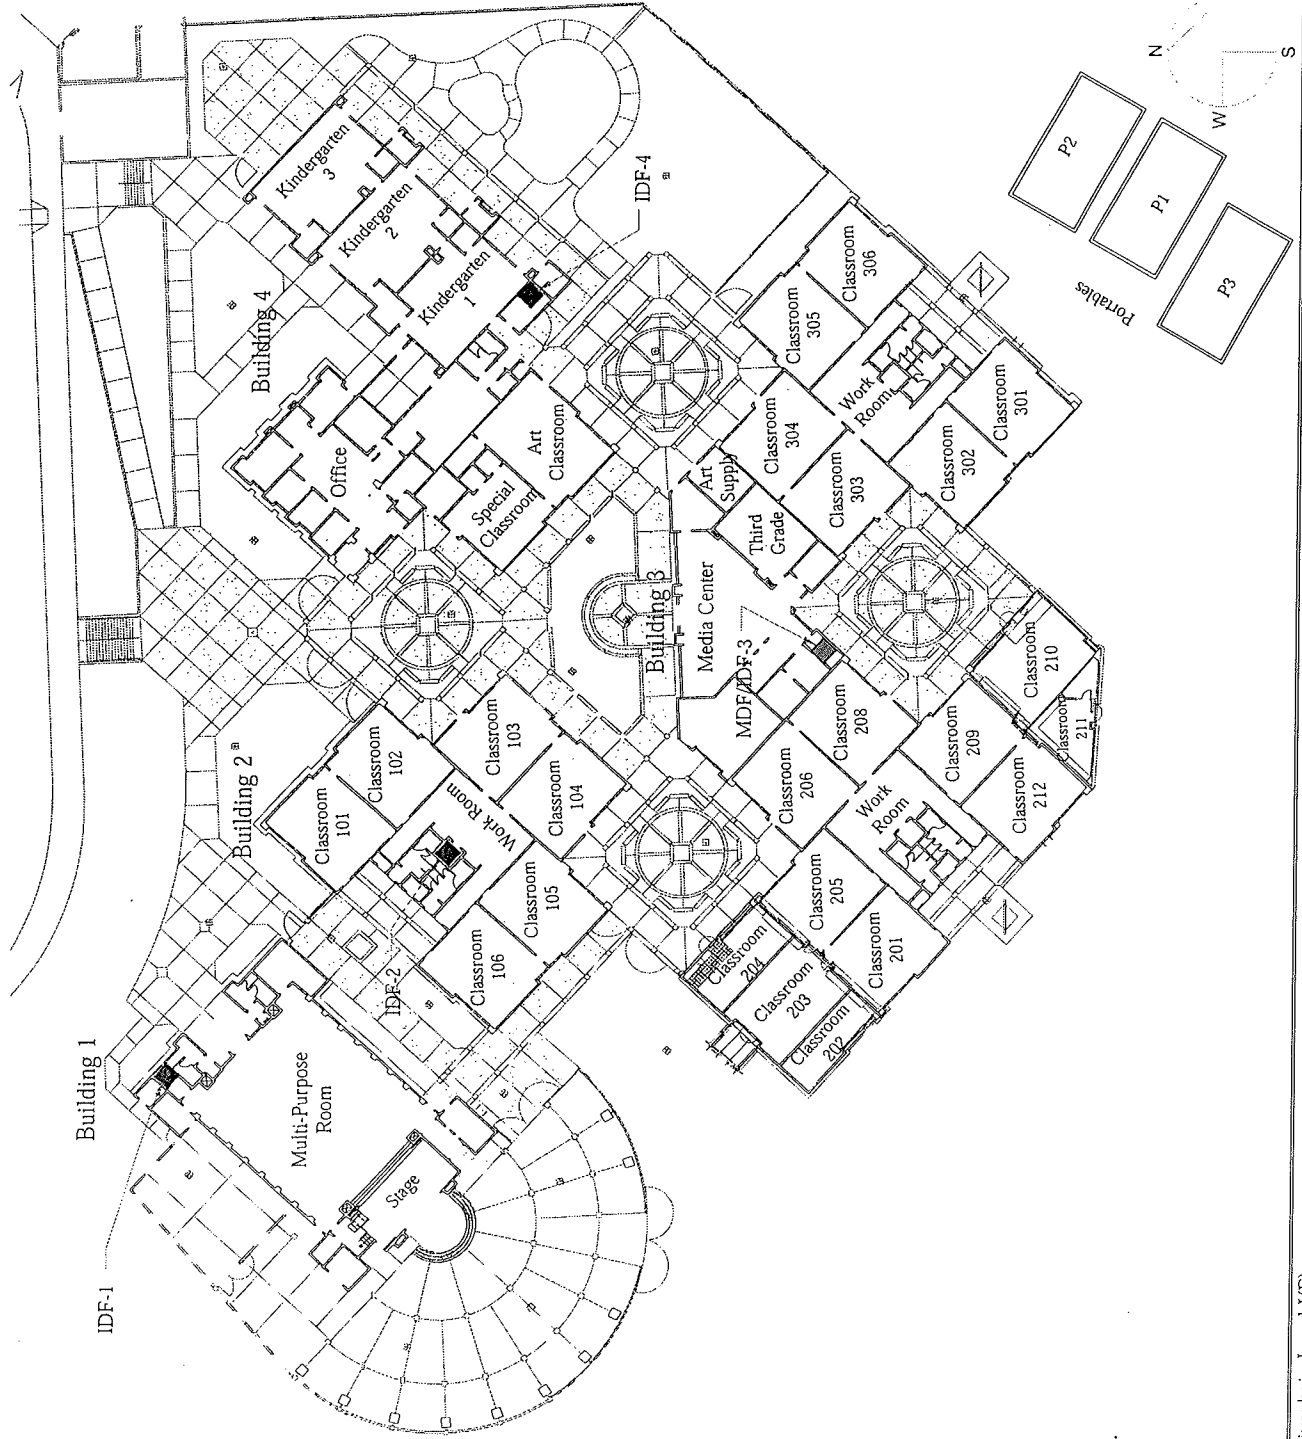 Building 1
IDF-1
Multi-Purpose
Room
Stage
IDF-2
Building 2
Classroom
101
Classroom
102
Classroom
103
Classroom
104
Classroom
105
Classroom
106
Work Room
Building 4
Office
Kindergarten
3
Kindergarten
2
Kindergarten
1
IDF-4
Art
Classroom
Special
Classroom
Building 3
Media Center
MDF/IDF-3
Art
Supply
Third
Grade
Classroom
304
Classroom
303
Classroom
305
Classroom
306
Work
Room
Classroom
301
Classroom
302
Classroom
208
Classroom
206
Classroom
209
Classroom
210
Classroom
211
Classroom
212
Work
Room
Classroom
205
Classroom
201
Classroom
204
Classroom
203
Classroom
202
Portables
P2
P1
P3
N
W
S